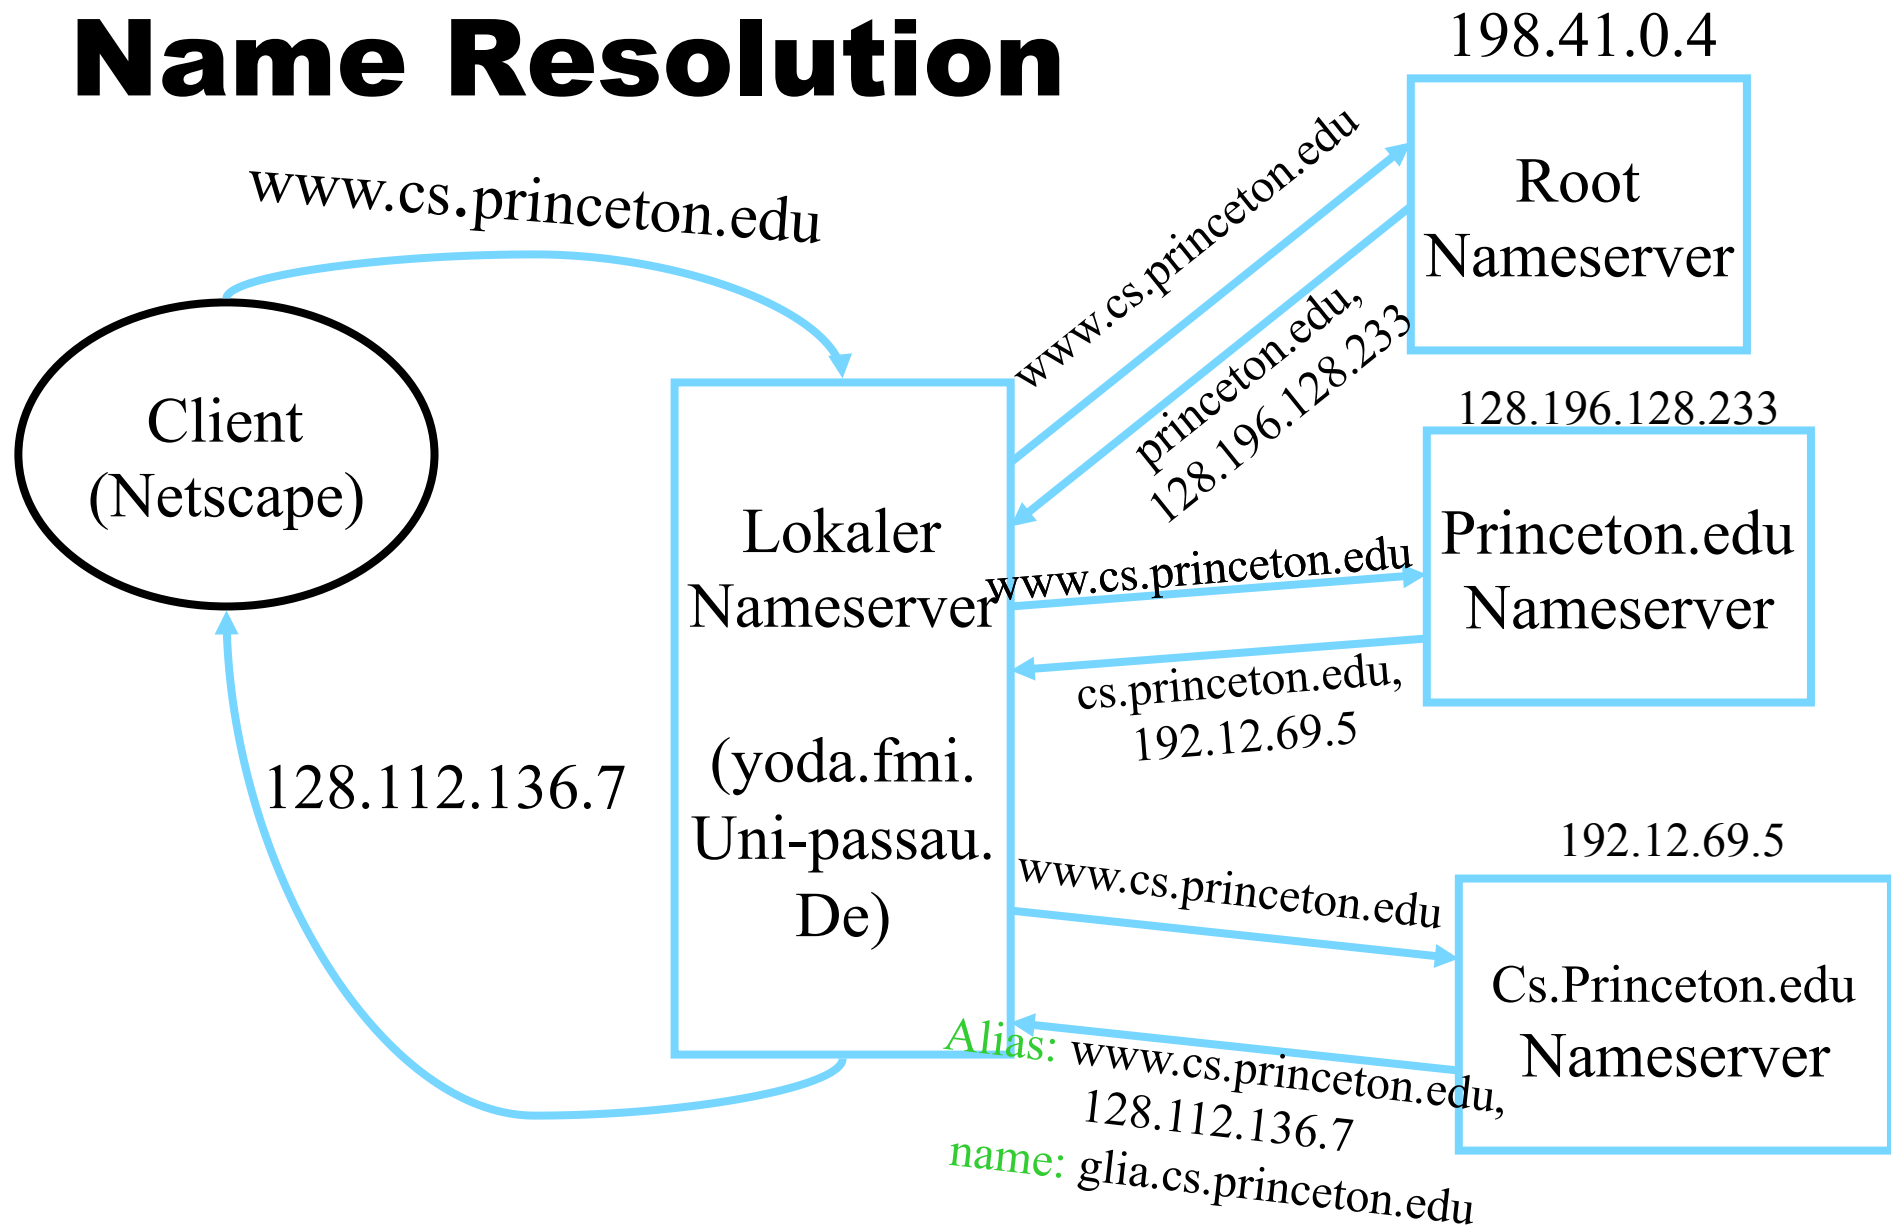 Name Resolution
198.41.0.4
www.cs.princeton.edu
Root
Nameserver
www.cs.princeton.edu
princeton.edu,
128.196.128.233
Client
(Netscape)
128.196.128.233
Princeton.edu
Nameserver
Lokaler
Nameserver
(yoda.fmi.
Uni-passau.
De)
www.cs.princeton.edu
cs.princeton.edu,
192.12.69.5
128.112.136.7
192.12.69.5
www.cs.princeton.edu
Cs.Princeton.edu
Nameserver
Alias: www.cs.princeton.edu,
128.112.136.7
name: glia.cs.princeton.edu